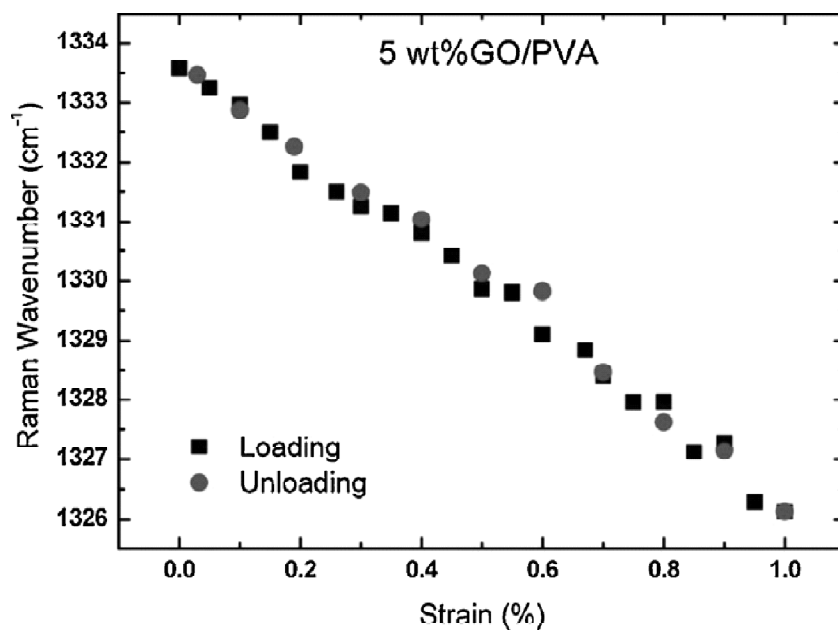 5 wt%GO/PVA
Raman Wavenumber (cm⁻¹)
1334
1333
1332
1331
1330
1329
1328
1327
1326
Loading
Unloading
0.0 0.2 0.4 0.6 0.8 1.0
Strain (%)